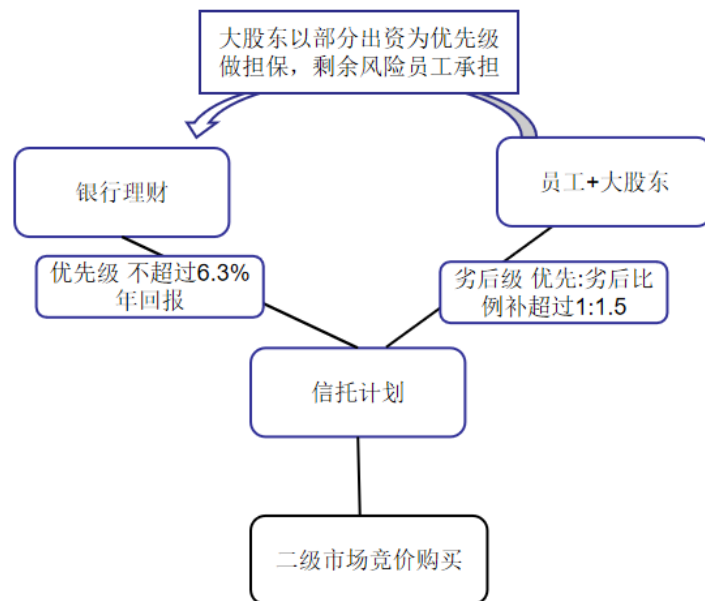 大股东以部分出资为优先级
做担保，剩余风险员工承担
银行理财
员工+大股东
优先级 不超过6.3%
年回报
劣后级 优先:劣后比
例补超过1:1.5
信托计划
二级市场竞价购买